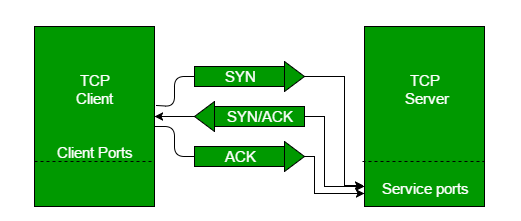 TCP
Client
Client Ports
SYN
SYN/ACK
ACK
TCP
Server
Service ports